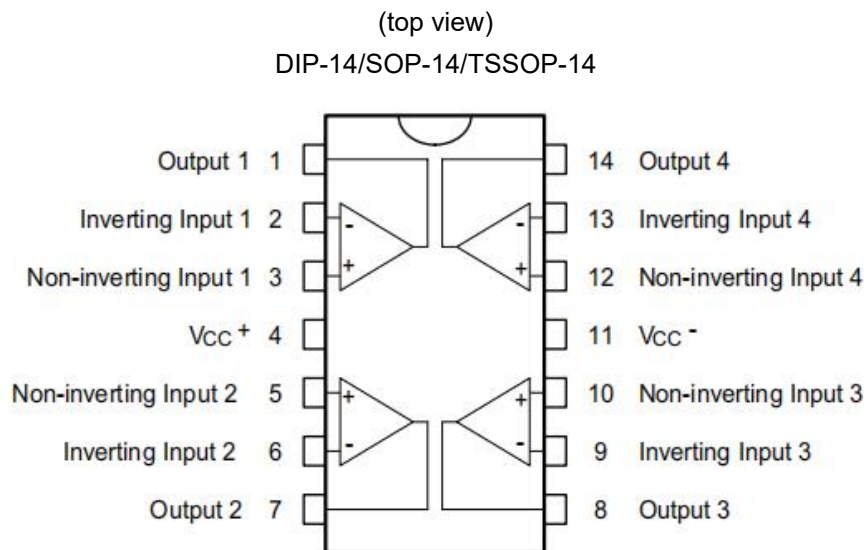 (top view)
DIP-14/SOP-14/TSSOP-14
Output 1 1
14 Output 4
Inverting Input 1 2
-
-
13 Inverting Input 4
Non-inverting Input 1 3
+
+
12 Non-inverting Input 4
VCC + 4
11 VCC -
Non-inverting Input 2 5
+
+
10 Non-inverting Input 3
Inverting Input 2 6
-
-
9 Inverting Input 3
Output 2 7
8 Output 3